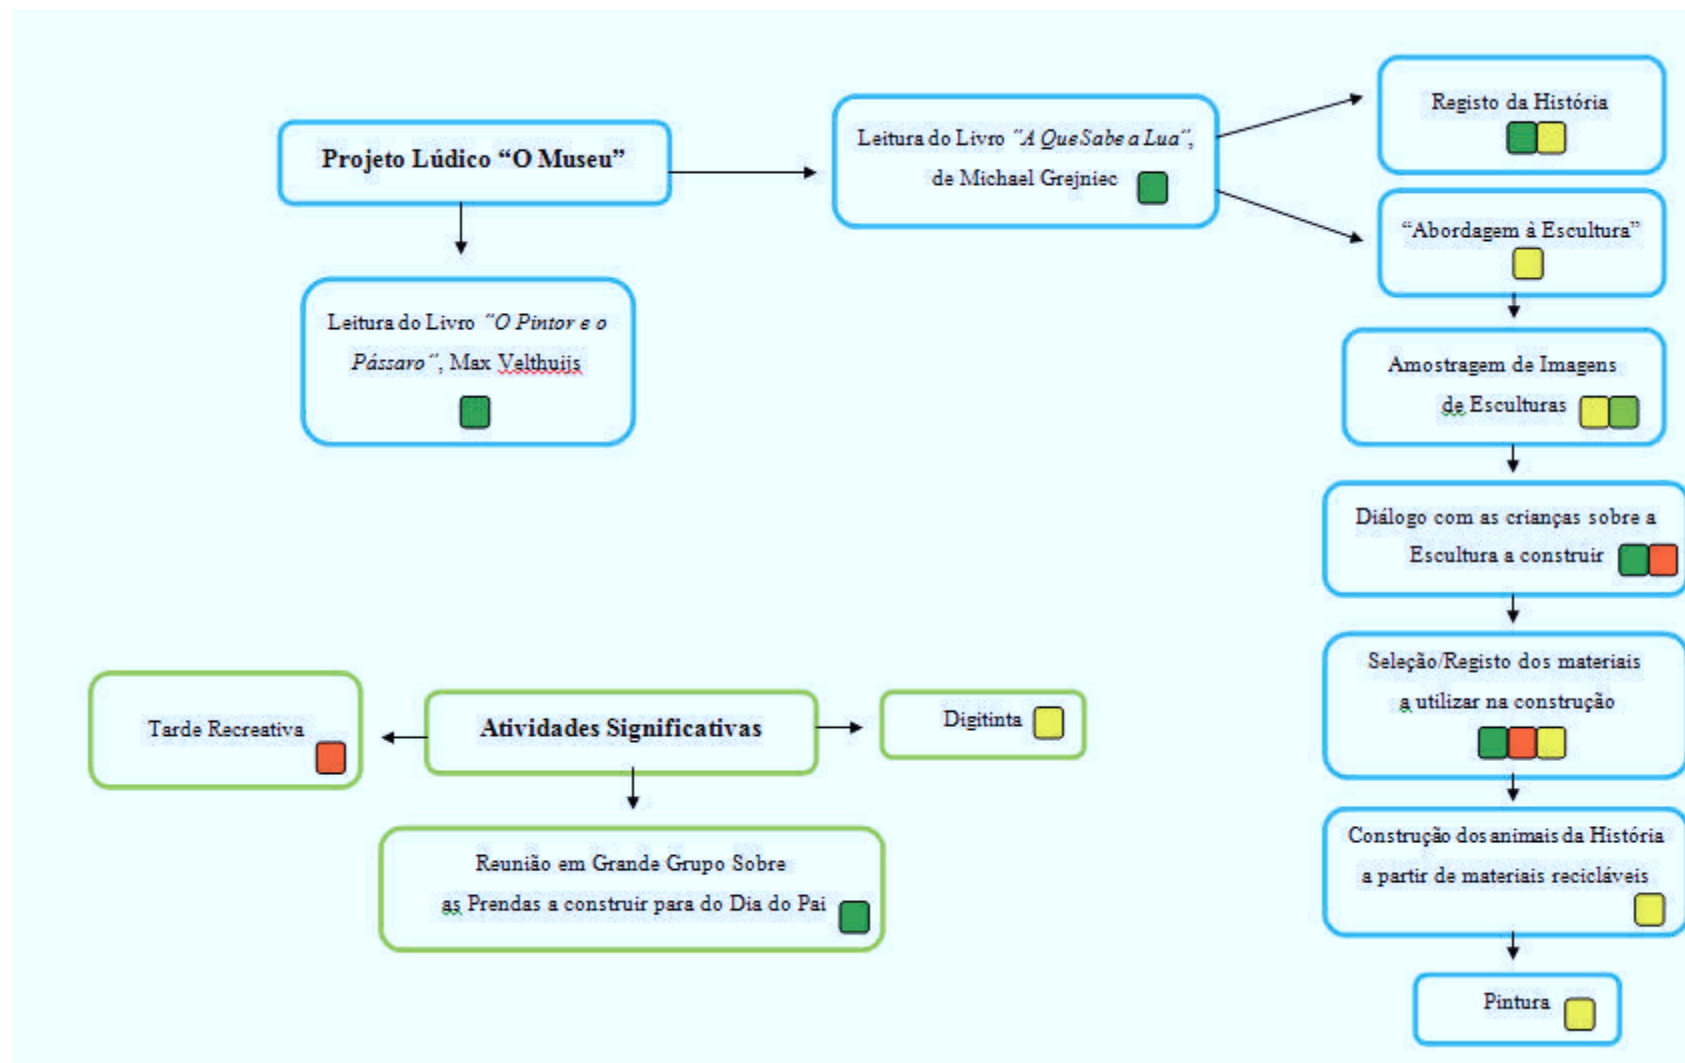 Projeto Lúdico “O Museu”
Leitura do Livro “O Pintor e o
Pássaro”, Max Velthuijs
Leitura do Livro “A Que Sabe a Lua”,
de Michael Grejniec
Registo da História
“Abordagem à Escultura”
Amostragem de Imagens
de Esculturas
Diálogo com as crianças sobre a
Escultura a construir
Seleção/Registo dos materiais
a utilizar na construção
Construção dos animais da História
a partir de materiais recicláveis
Pintura
Atividades Significativas
Tarde Recreativa
Digitinta
Reunião em Grande Grupo Sobre
as Prendas a construir para do Dia do Pai